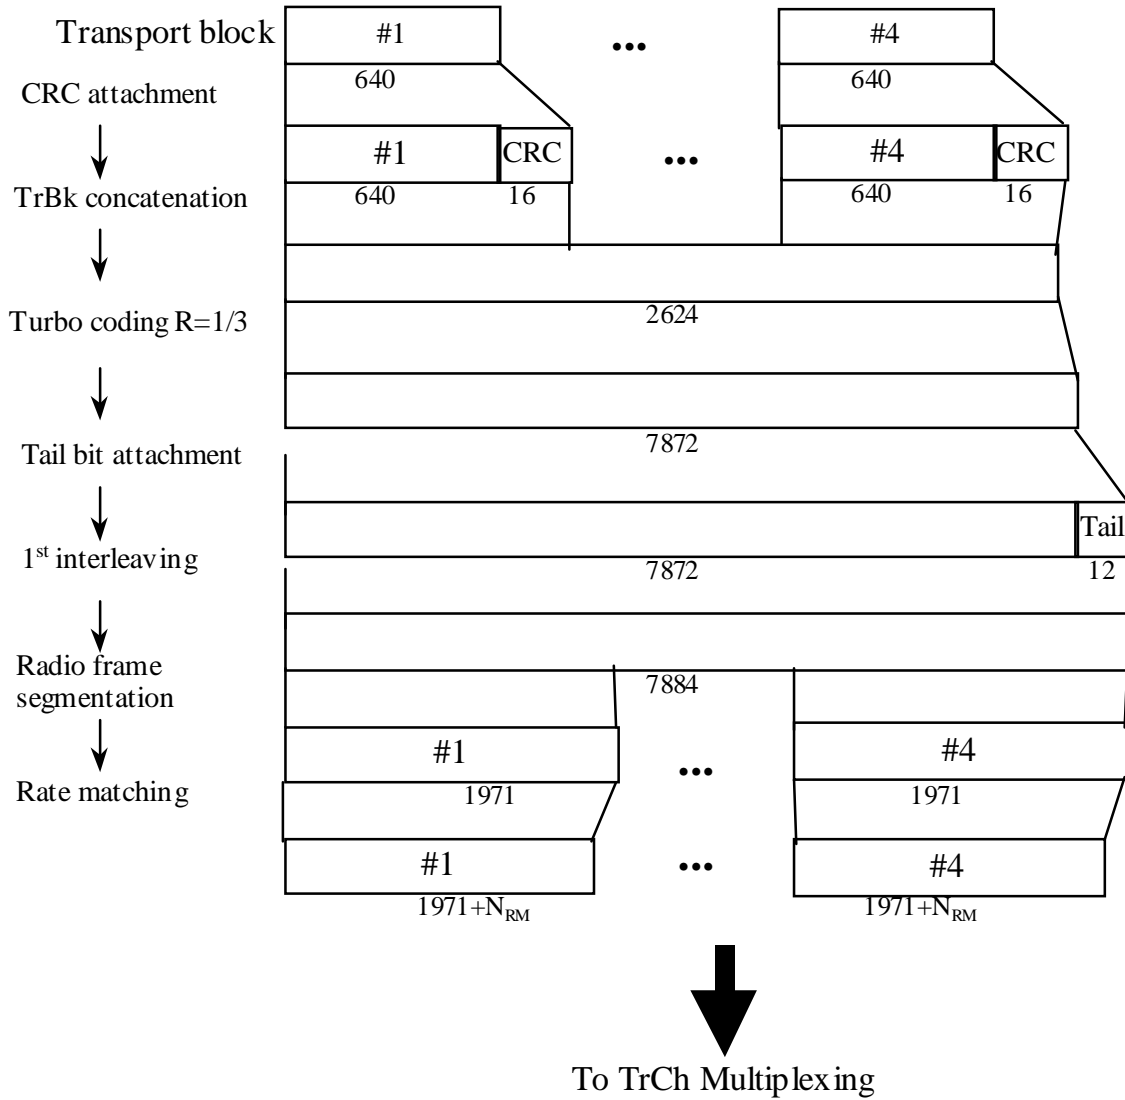 Transport block #1 ... #4
640 640
CRC attachment
#1 CRC ... #4 CRC
TrBk concatenation 640 16 640 16
2624
Turbo coding R=1/3
7872
Tail bit attachment
Tail
1st interleaving
7872 12
Radio frame
segmentation
7884
#1 ... #4
Rate matching 1971 1971
#1 ... #4
1971+NRM 1971+NRM
To TrCh Multiplexing